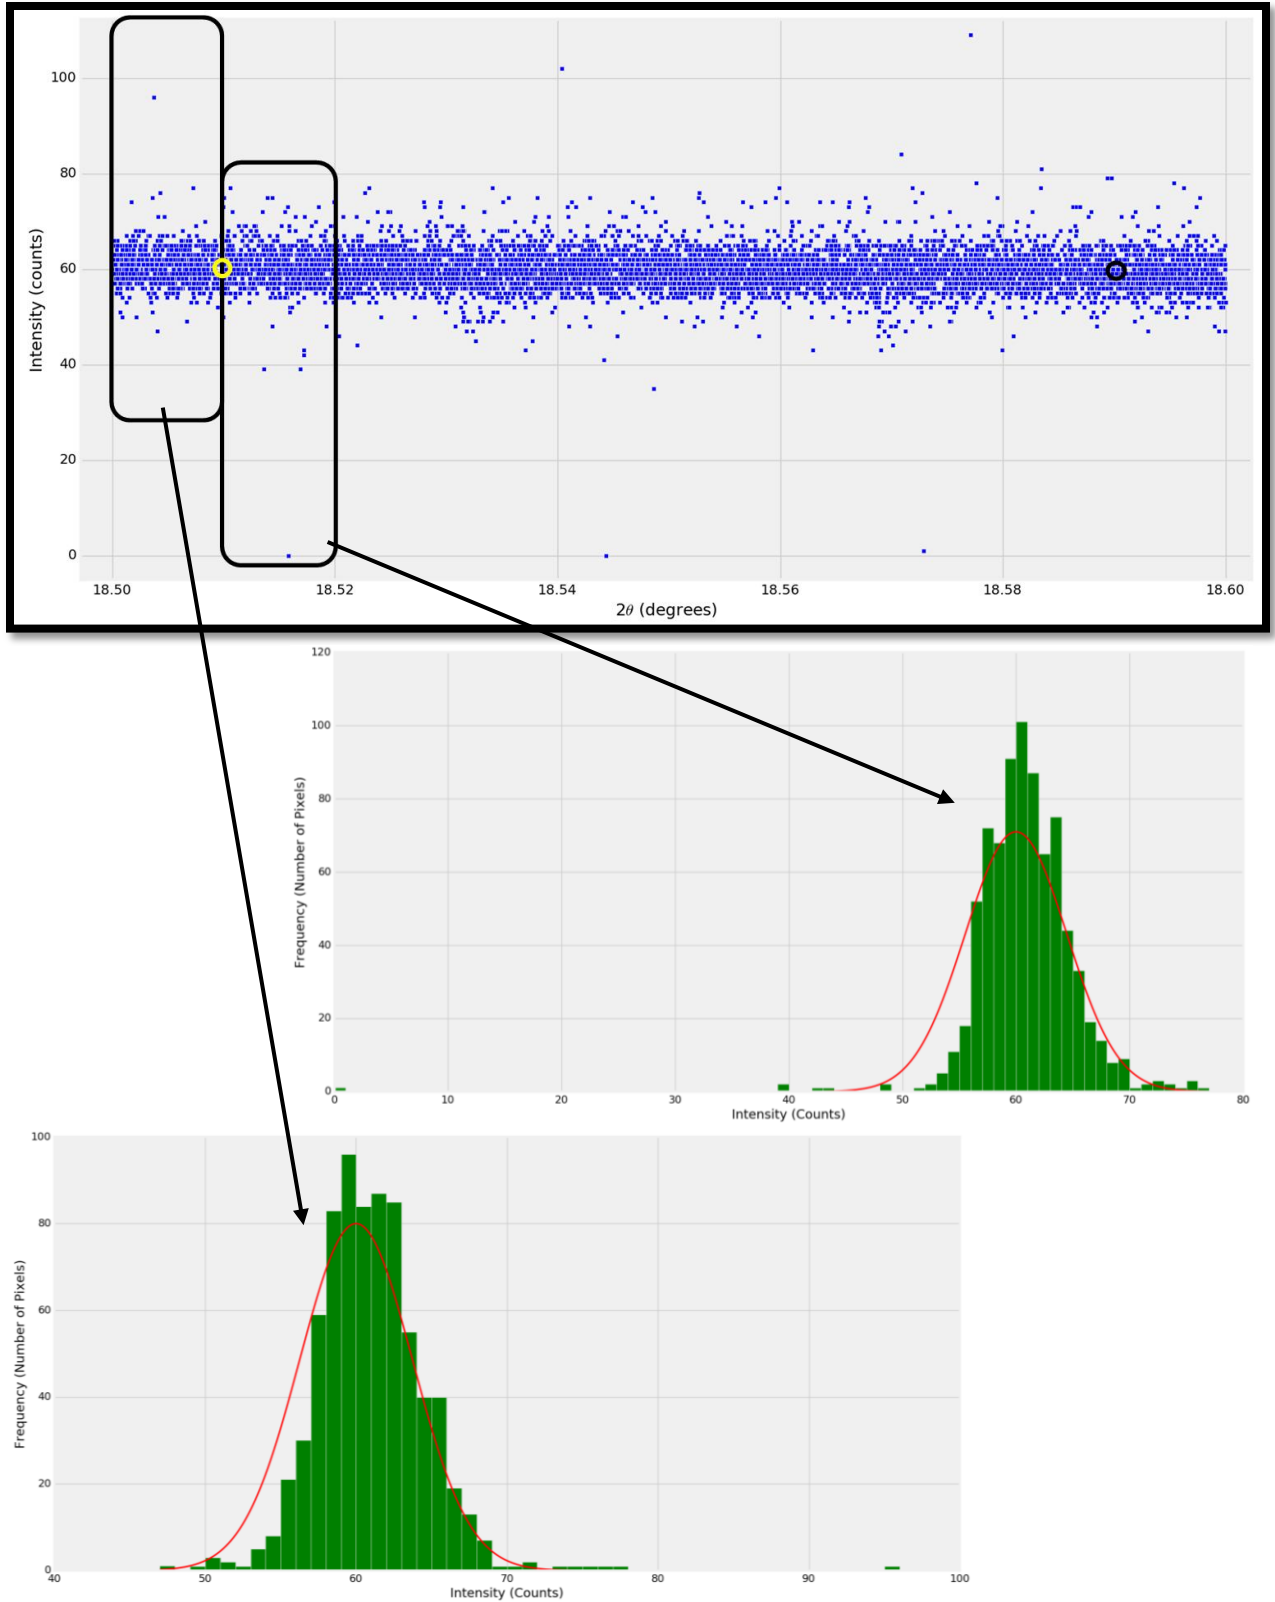 100
80
60
40
20
0
Intensity (counts)
18.50 18.52 18.54 18.56 18.58 18.60
2θ (degrees)
120
100
80
60
40
20
0
Frequency (Number of Pixels)
0 10 20 30 40 50 60 70 80
Intensity (Counts)
100
80
60
40
20
0
Frequency (Number of Pixels)
40 50 60 70 80 90 100
Intensity (Counts)